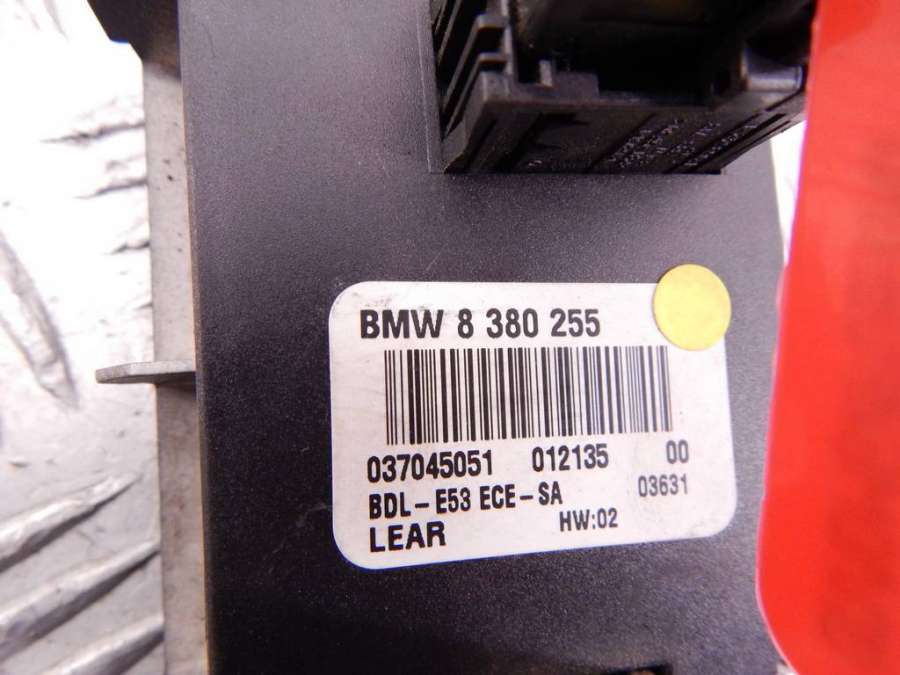 BMW 8 380 255
037045051 012135 00
BDL-E53 ECE-SA 03631
LEAR HW:02